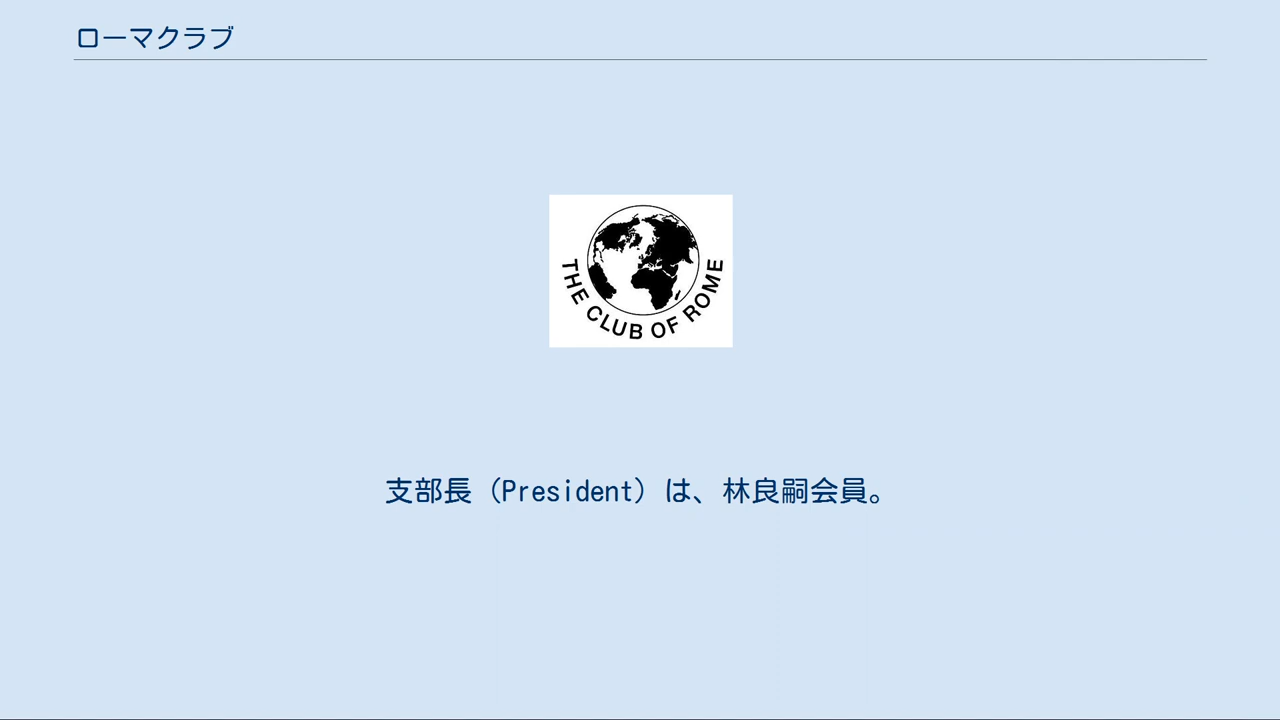 ローマクラブ
THE CLUB OF ROME
支部長（President）は、林良嗣会員。